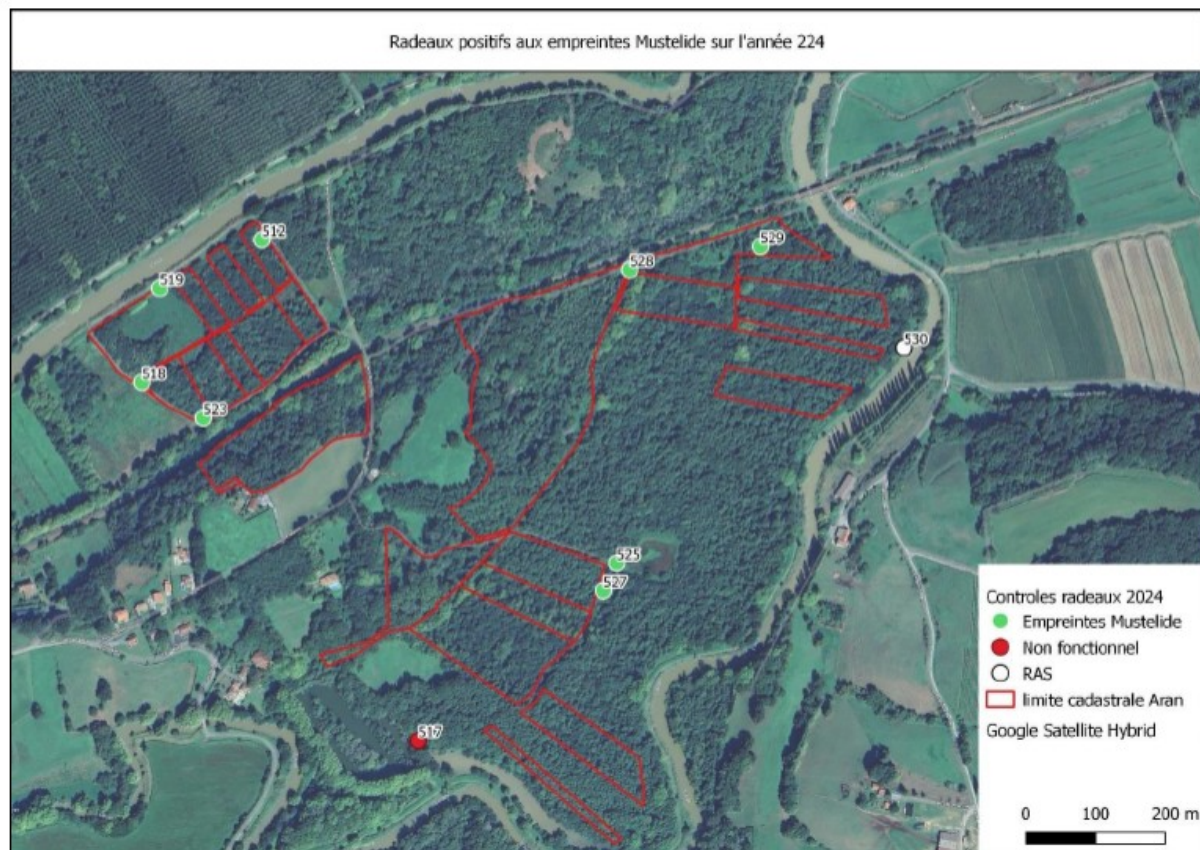 Radeaux positifs aux empreintes Mustelide sur l'année 224
512
529
528
519
530
518
523
525
527
517
Controles radeaux 2024
Empreintes Mustelide
Non fonctionnel
RAS
limite cadastrale Aran
Google Satellite Hybrid
0 100 200 m